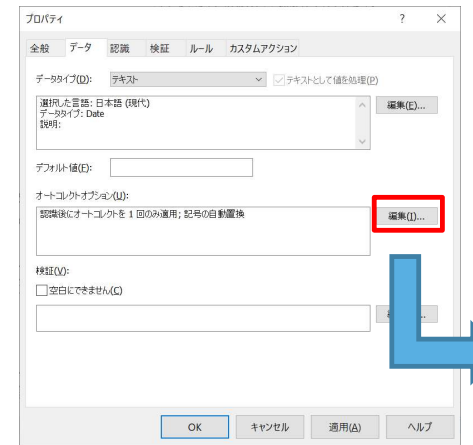 プロパティ
? ×
全般 データ 認識 検証 ルール カスタムアクション
データタイプ(D): テキスト テキストとして値を処理(P)
選択した言語: 日本語 (現代)
データタイプ: Date
説明:
編集(E)...
デフォルト値(F):
オートコレクトオプション(U):
認識後にオートコレクトを 1 回のみ適用; 記号の自動置換
編集(I)...
検証(V):
空白にできません(C)
OK キャンセル 適用(A) ヘルプ